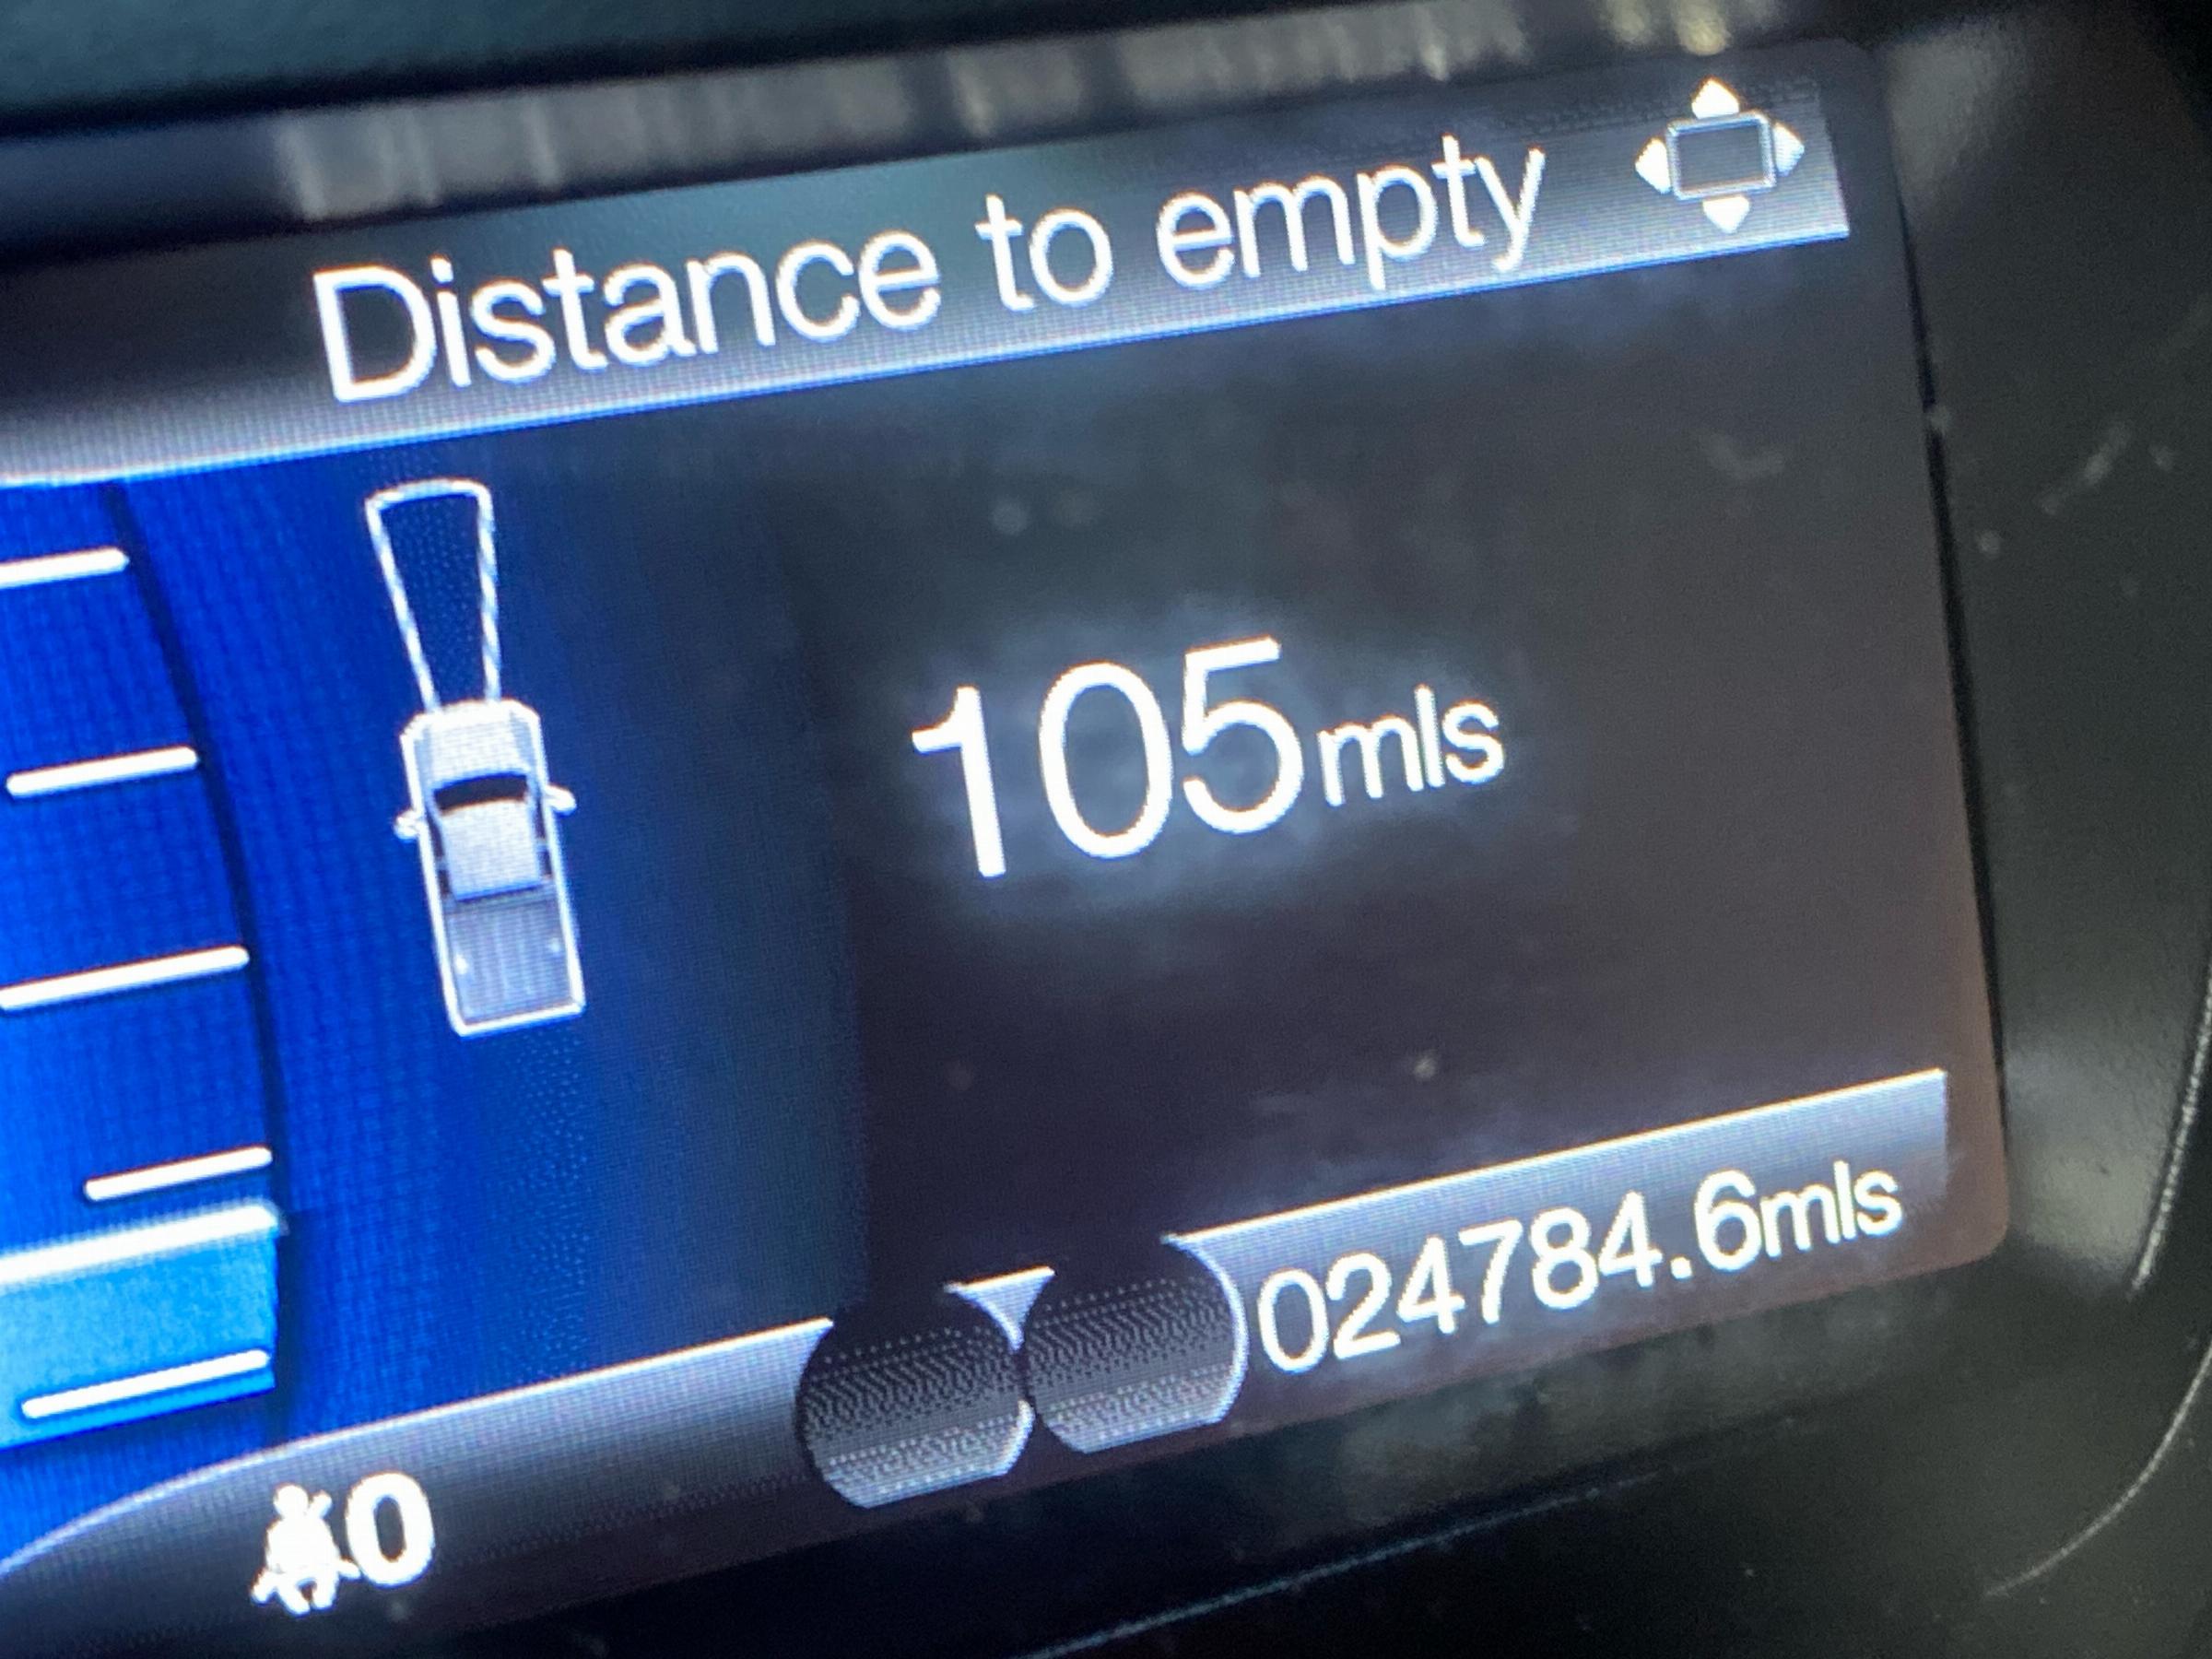 Distance to empty
105mls
024784.6mls
0